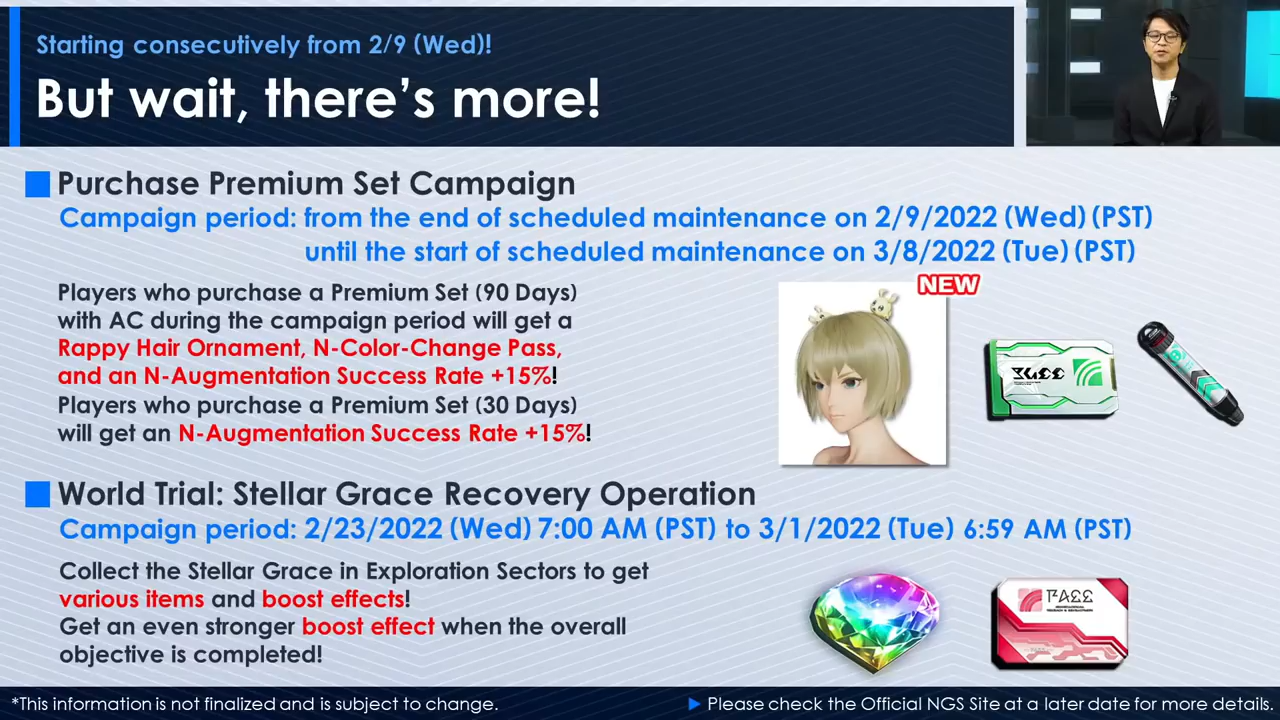 Starting consecutively from 2/9 (Wed)!
But wait, there's more!
Purchase Premium Set Campaign
Campaign period: from the end of scheduled maintenance on 2/9/2022 (Wed) (PST)
until the start of scheduled maintenance on 3/8/2022 (Tue) (PST)
Players who purchase a Premium Set (90 Days)
with AC during the campaign period will get a
Rappy Hair Ornament, N-Color-Change Pass,
and an N-Augmentation Success Rate +15%!
Players who purchase a Premium Set (30 Days)
will get an N-Augmentation Success Rate +15%!
NEW
World Trial: Stellar Grace Recovery Operation
Campaign period: 2/23/2022 (Wed) 7:00 AM (PST) to 3/1/2022 (Tue) 6:59 AM (PST)
Collect the Stellar Grace in Exploration Sectors to get
various items and boost effects!
Get an even stronger boost effect when the overall
objective is completed!
*This information is not finalized and is subject to change.
Please check the Official NGS Site at a later date for more details.